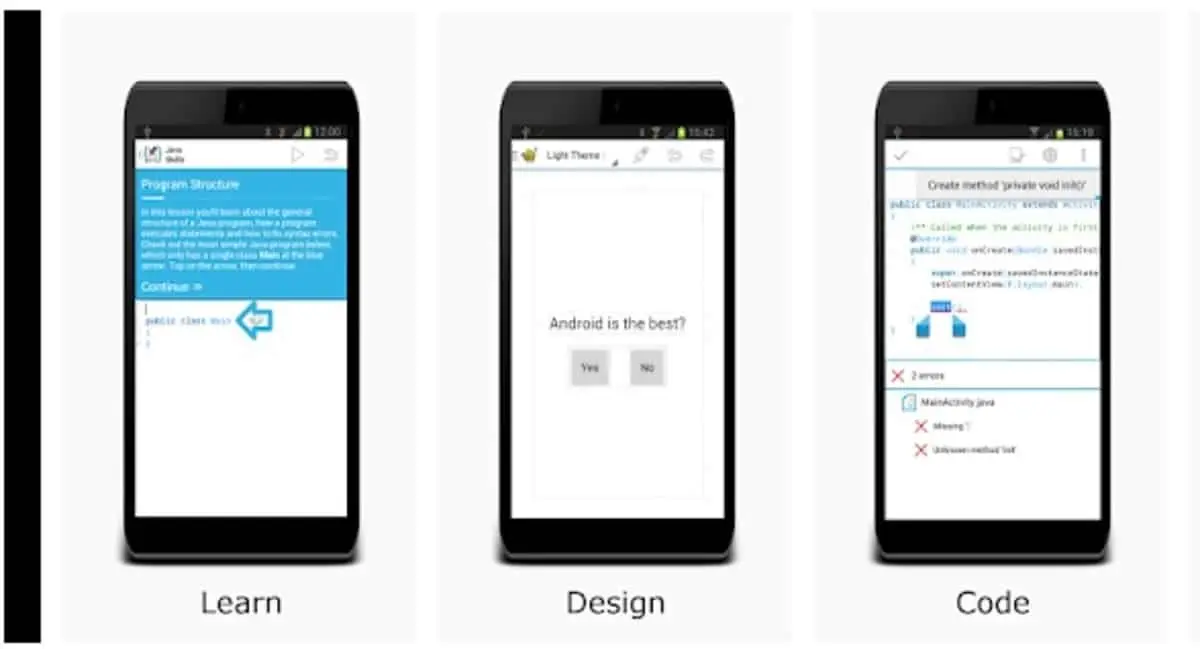 12:00
Java
Skills
Program Structure
In this lesson you'll learn about the general
structure of a Java program, how a program
executes statements and how to fix syntax errors.
Check out the most simple Java program below,
which only has a single class Main at the blue
arrow. Tap on the arrow, then continue.
Continue
public class Main
{
}
Learn
Light Theme
Android is the best?
Yes
No
Design
Create method 'private void init()'
public class MainActivity extends Activit
{
/** Called when the activity is first
@Override
public void onCreate(Bundle savedInst
{
super.onCreate(savedInstanceState
setContentView(R.layout.main);
init();
}
}
2 errors
MainActivity.java
Missing '}'
Unknown method 'init'
Code